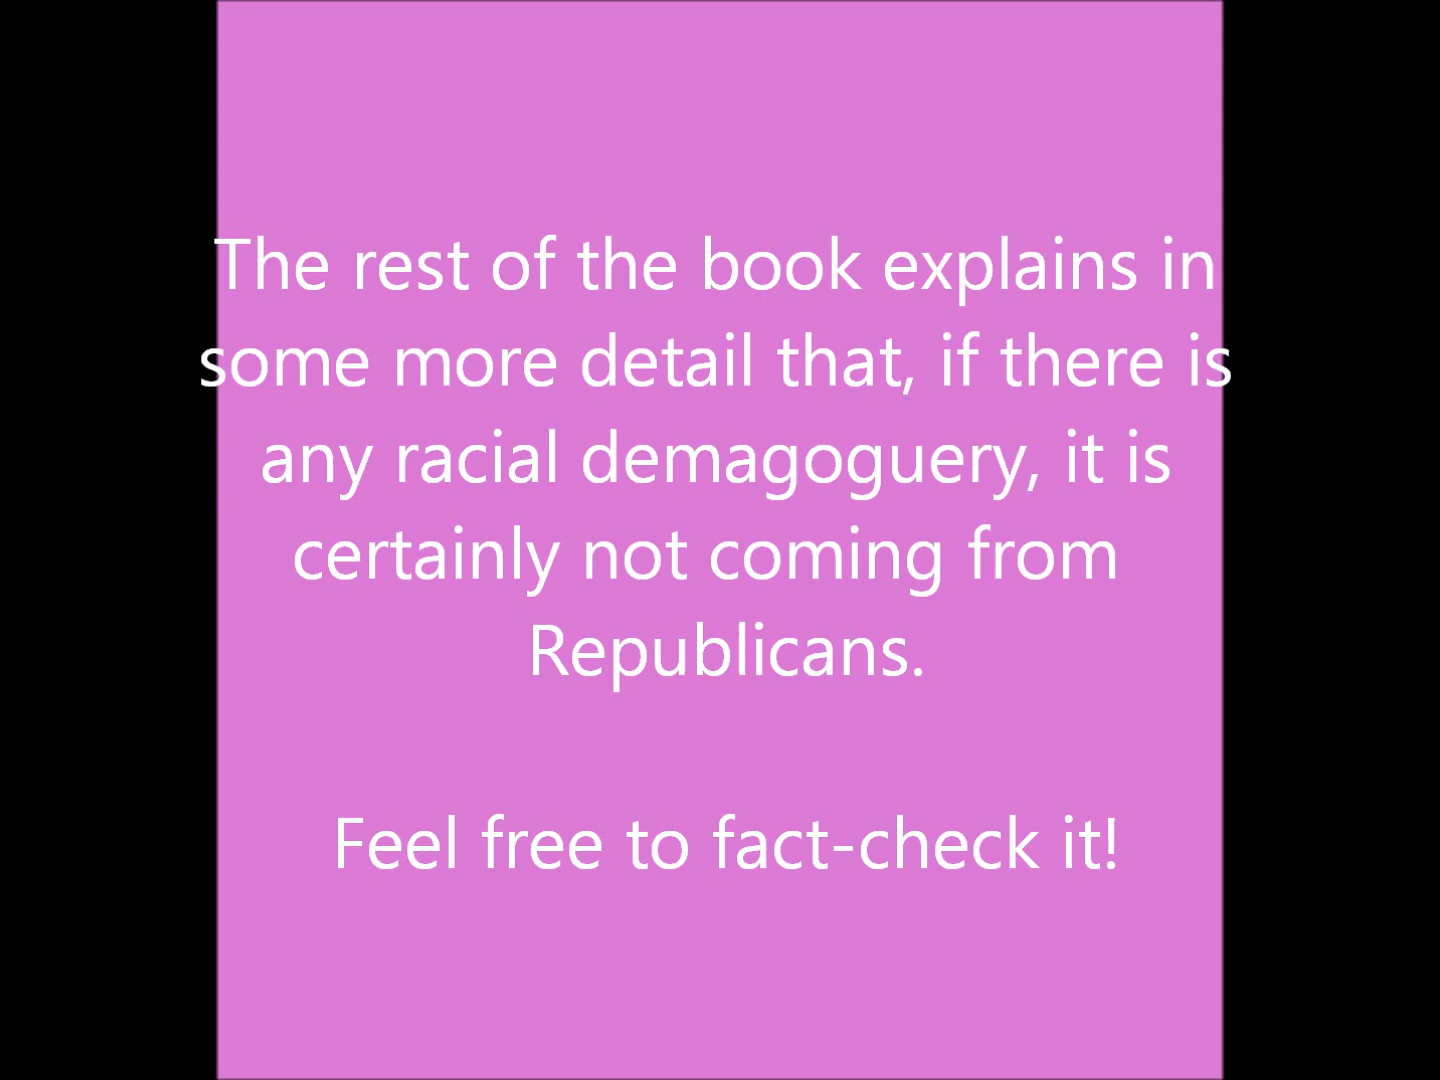 The rest of the book explains in
some more detail that, if there is
any racial demagoguery, it is
certainly not coming from
Republicans.
Feel free to fact-check it!